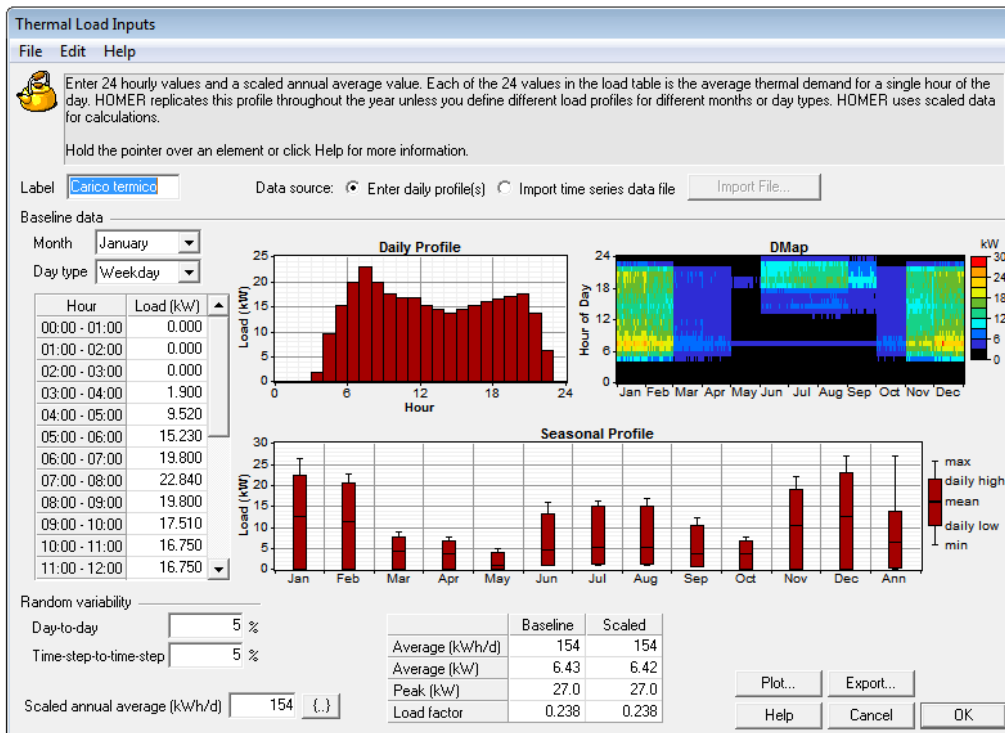 Thermal Load Inputs
File Edit Help
Enter 24 hourly values and a scaled annual average value. Each of the 24 values in the load table is the average thermal demand for a single hour of the
day. HOMER replicates this profile throughout the year unless you define different load profiles for different months or day types. HOMER uses scaled data
for calculations.
Hold the pointer over an element or click Help for more information.
Label Carico termico Data source: Enter daily profile(s) Import time series data file Import File...
Baseline data
Month January
Day type Weekday
Hour Load (kW)
00:00 - 01:00 0.000
01:00 - 02:00 0.000
02:00 - 03:00 0.000
03:00 - 04:00 1.900
04:00 - 05:00 9.520
05:00 - 06:00 15.230
06:00 - 07:00 19.800
07:00 - 08:00 22.840
08:00 - 09:00 19.800
09:00 - 10:00 17.510
10:00 - 11:00 16.750
11:00 - 12:00 16.750
Daily Profile
Load (kW)
25
20
15
10
5
0
0 6 12 18 24
Hour
DMap
Hour of Day
24
18
12
6
0
Jan Feb Mar Apr May Jun Jul Aug Sep Oct Nov Dec
kW
30
24
18
12
6
0
Seasonal Profile
Load (kW)
30
25
20
15
10
5
0
Jan Feb Mar Apr May Jun Jul Aug Sep Oct Nov Dec Ann
max
daily high
mean
daily low
min
Random variability
Day-to-day 5 %
Time-step-to-time-step 5 %
Scaled annual average (kWh/d) 154 {..}
Baseline Scaled
Average (kWh/d) 154 154
Average (kW) 6.43 6.42
Peak (kW) 27.0 27.0
Load factor 0.238 0.238
Plot... Export...
Help Cancel OK